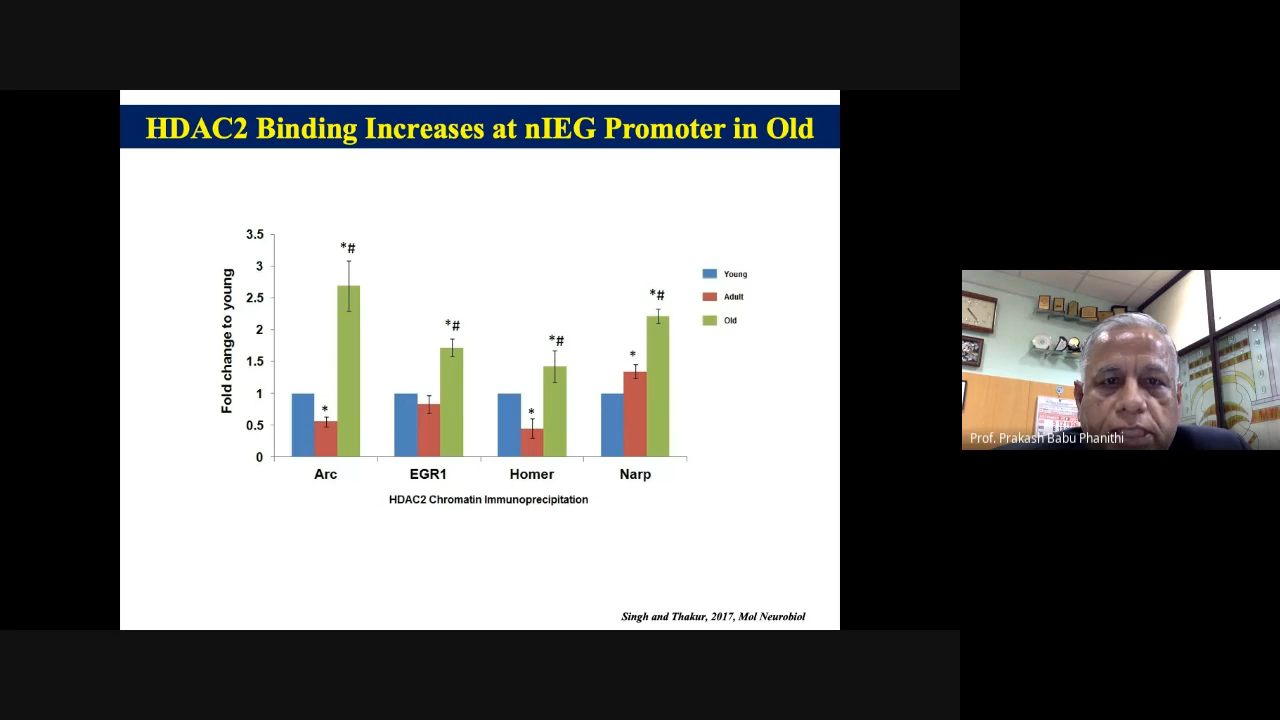 HDAC2 Binding Increases at nIEG Promoter in Old
Fold change to young
3.5
3
2.5
2
1.5
1
0.5
0
*#
*
*#
*#
*
*#
*
Arc
EGR1
Homer
Narp
HDAC2 Chromatin Immunoprecipitation
Young
Adult
Old
Singh and Thakur, 2017, Mol Neurobiol
Prof. Prakash Babu Phanithi